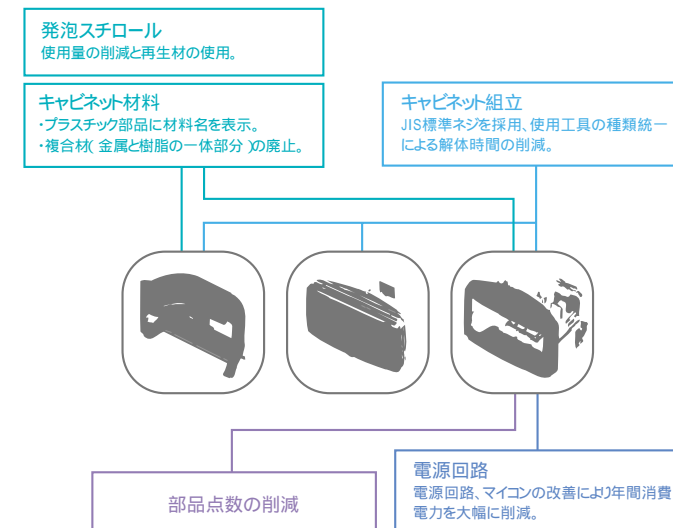 発泡スチロール
使用量の削減と再生材の使用。
キャビネット材料
・プラスチック部品に材料名を表示。
・複合材( 金属と樹脂の一体部分 )の廃止。
キャビネット組立
JIS標準ネジを採用、使用工具の種類統一
による解体時間の削減。
部品点数の削減
電源回路
電源回路、マイコンの改善により年間消費
電力を大幅に削減。